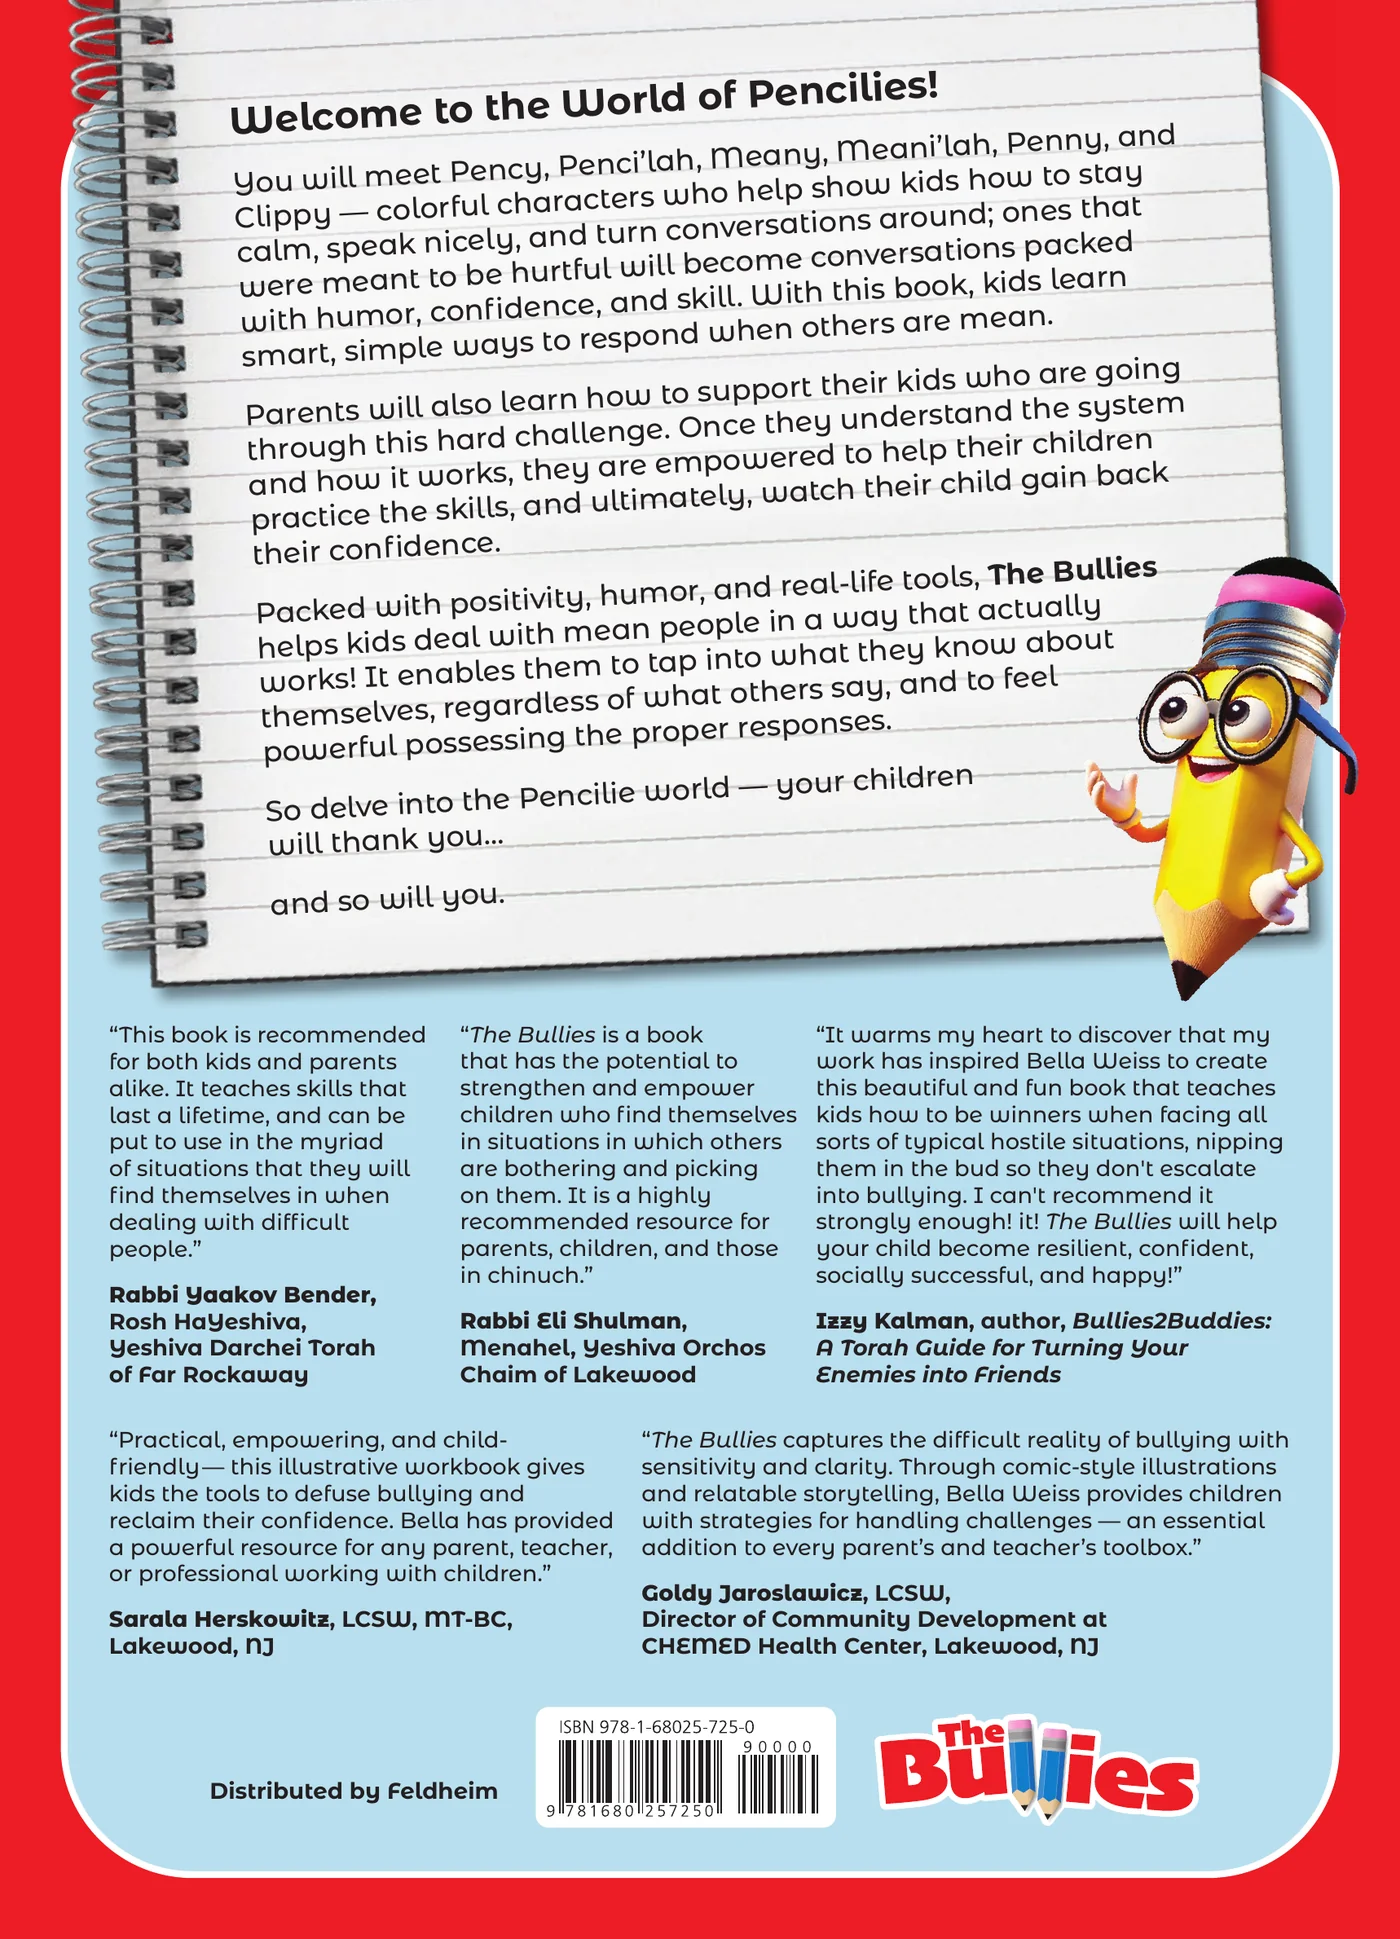 Welcome to the World of Pencilies!
You will meet Pency, Penci'lah, Meany, Meani'lah, Penny, and
Clippy — colorful characters who help show kids how to stay
calm, speak nicely, and turn conversations around; ones that
were meant to be hurtful will become conversations packed
with humor, confidence, and skill. With this book, kids learn
smart, simple ways to respond when others are mean.
Parents will also learn how to support their kids who are going
through this hard challenge. Once they understand the system
and how it works, they are empowered to help their children
practice the skills, and ultimately, watch their child gain back
their confidence.
Packed with positivity, humor, and real-life tools, The Bullies
helps kids deal with mean people in a way that actually
works! It enables them to tap into what they know about
themselves, regardless of what others say, and to feel
powerful possessing the proper responses.
So delve into the Pencilie world — your children
will thank you...
and so will you.
“This book is recommended
for both kids and parents
alike. It teaches skills that
last a lifetime, and can be
put to use in the myriad
of situations that they will
find themselves in when
dealing with difficult
people.”
Rabbi Yaakov Bender,
Rosh HaYeshiva,
Yeshiva Darchei Torah
of Far Rockaway
“The Bullies is a book
that has the potential to
strengthen and empower
children who find themselves
in situations in which others
are bothering and picking
on them. It is a highly
recommended resource for
parents, children, and those
in chinuch.”
Rabbi Eli Shulman,
Menahel, Yeshiva Orchos
Chaim of Lakewood
“It warms my heart to discover that my
work has inspired Bella Weiss to create
this beautiful and fun book that teaches
kids how to be winners when facing all
sorts of typical hostile situations, nipping
them in the bud so they don't escalate
into bullying. I can't recommend it
strongly enough! it! The Bullies will help
your child become resilient, confident,
socially successful, and happy!”
Izzy Kalman, author, Bullies2Buddies:
A Torah Guide for Turning Your
Enemies into Friends
“Practical, empowering, and child-
friendly— this illustrative workbook gives
kids the tools to defuse bullying and
reclaim their confidence. Bella has provided
a powerful resource for any parent, teacher,
or professional working with children.”
Sarala Herskowitz, LCSW, MT-BC,
Lakewood, NJ
“The Bullies captures the difficult reality of bullying with
sensitivity and clarity. Through comic-style illustrations
and relatable storytelling, Bella Weiss provides children
with strategies for handling challenges — an essential
addition to every parent’s and teacher’s toolbox.”
Goldy Jaroslawicz, LCSW,
Director of Community Development at
CHEMED Health Center, Lakewood, NJ
Distributed by Feldheim
ISBN 978-1-68025-725-0
90000
9 781680 257250
The
Bullies